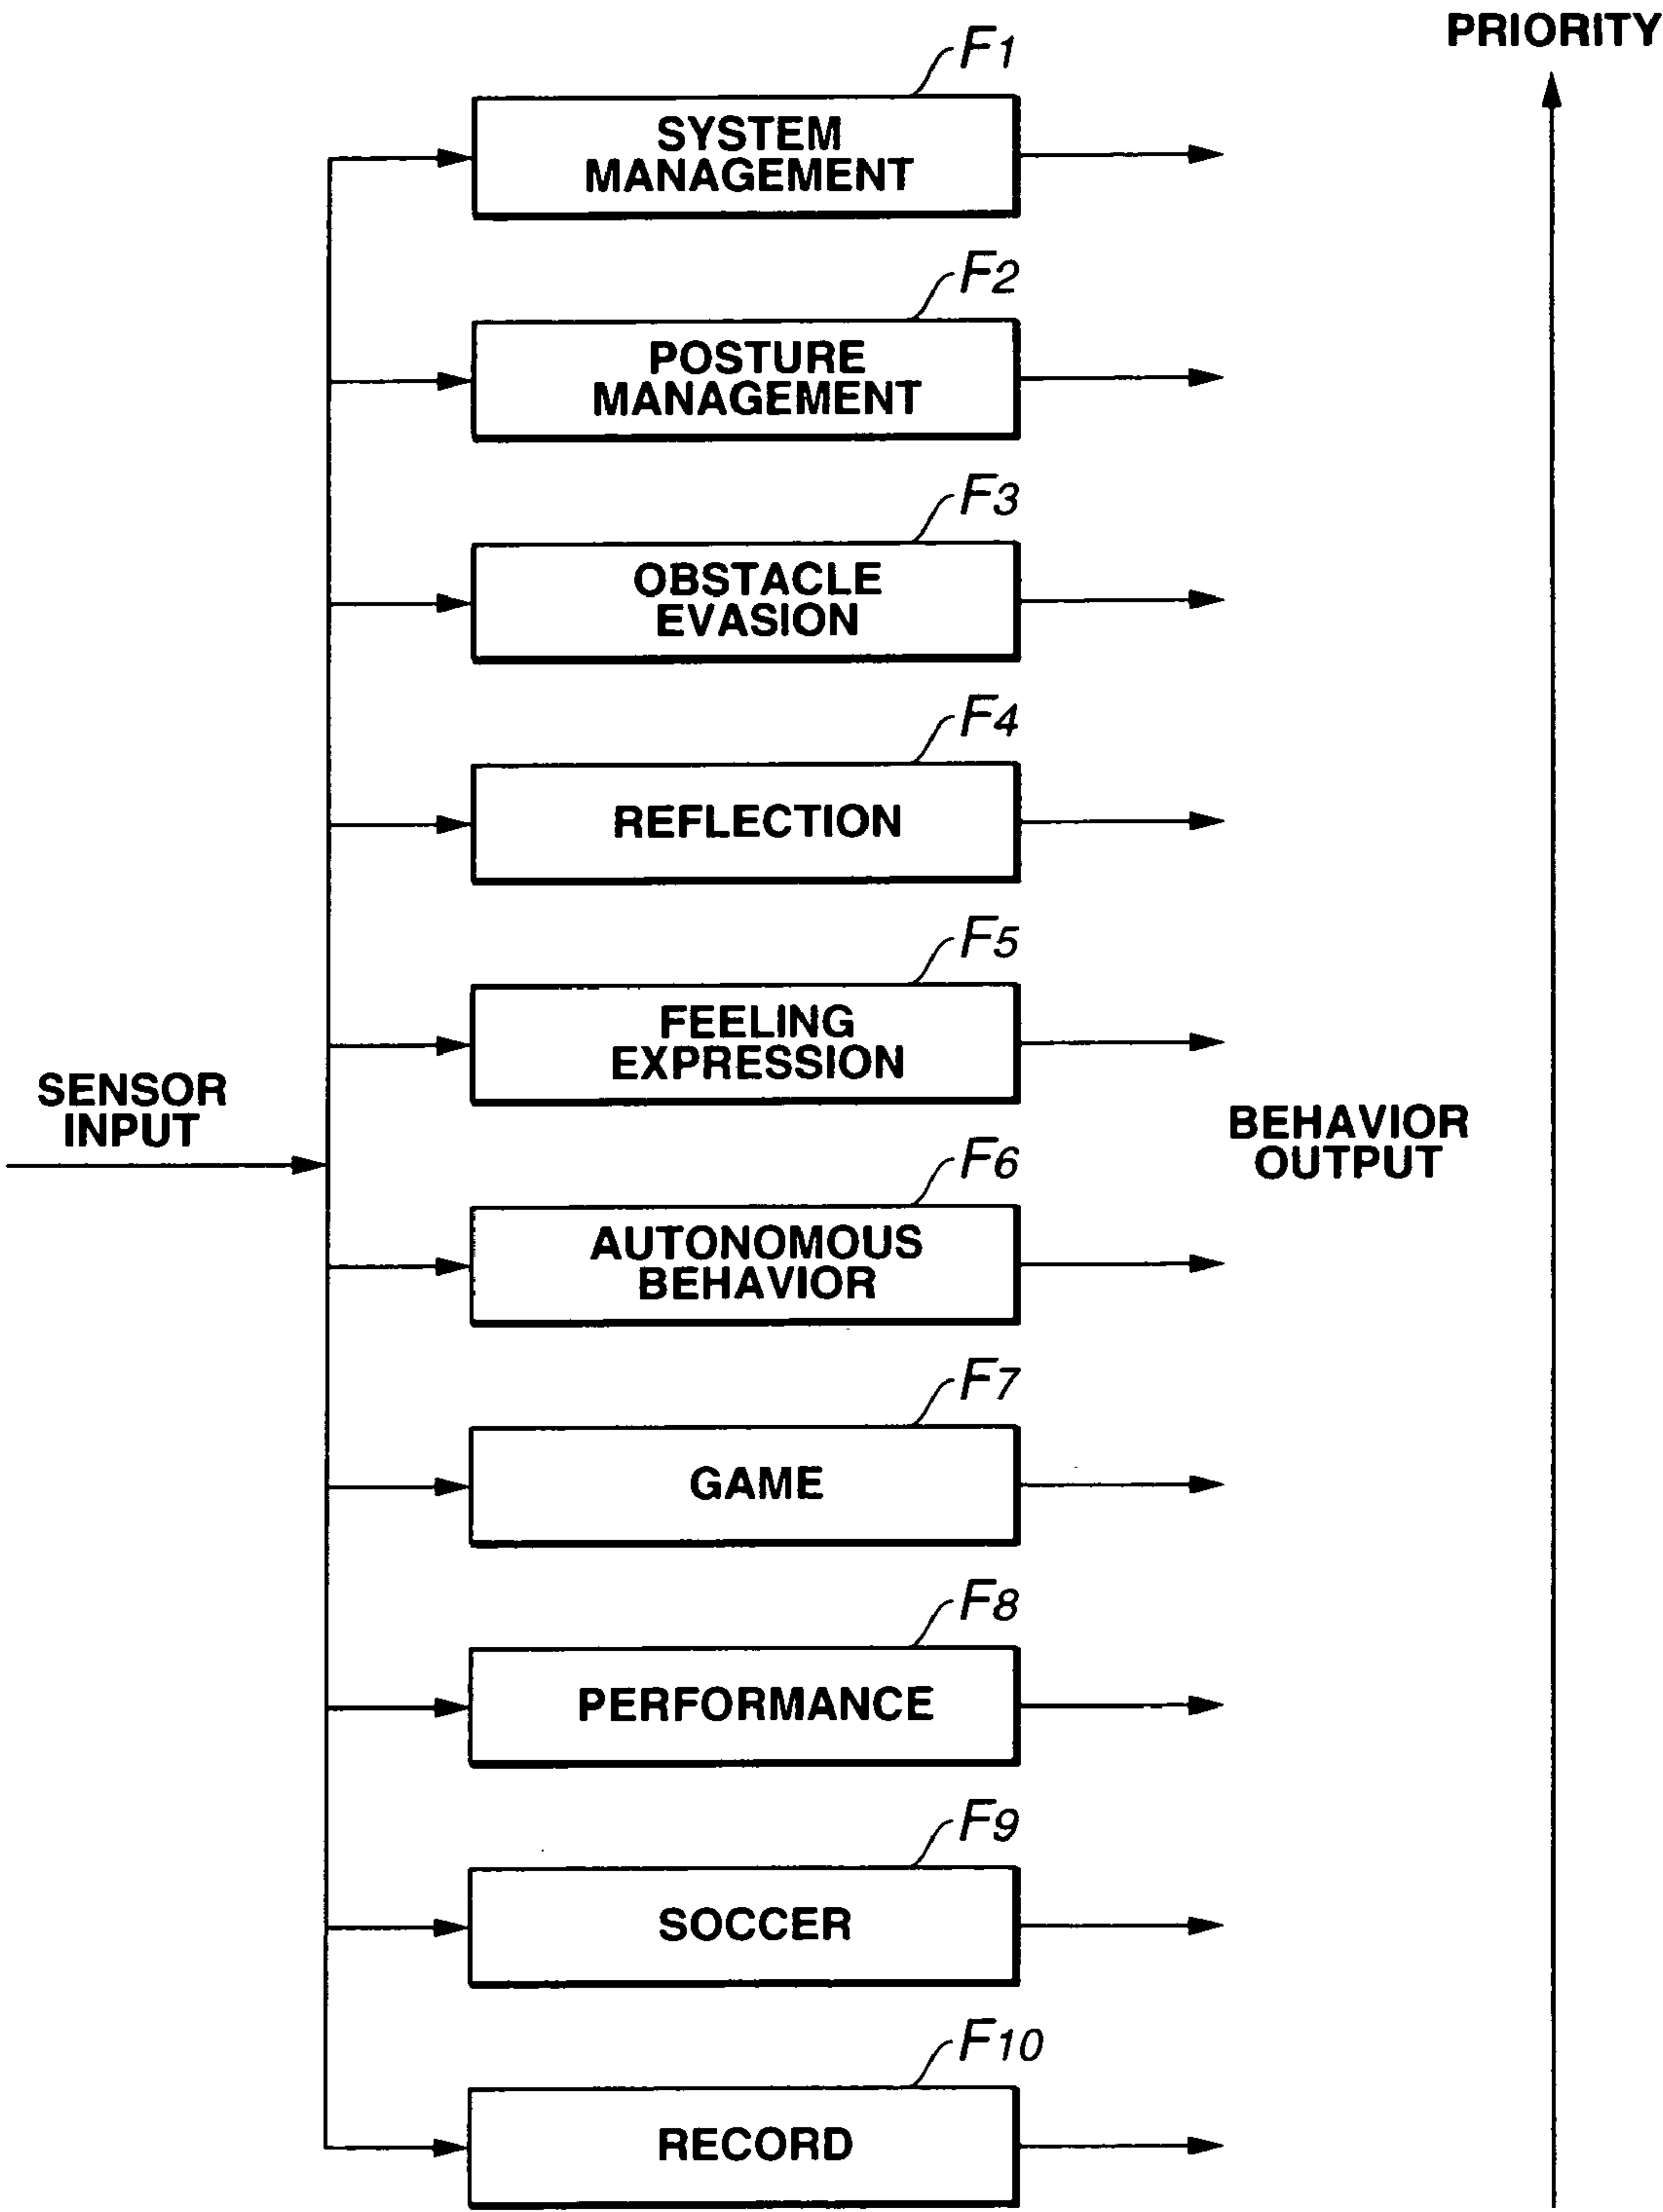 PRIORITY
F1
SYSTEM
MANAGEMENT
F2
POSTURE
MANAGEMENT
F3
OBSTACLE
EVASION
F4
REFLECTION
F5
FEELING
EXPRESSION
SENSOR
INPUT
BEHAVIOR
OUTPUT
F6
AUTONOMOUS
BEHAVIOR
F7
GAME
F8
PERFORMANCE
F9
SOCCER
F10
RECORD